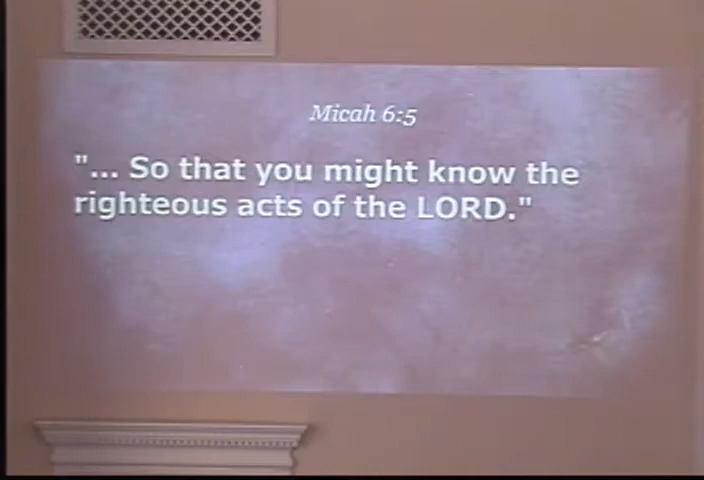 Micah 6:5
"... So that you might know the
righteous acts of the LORD."